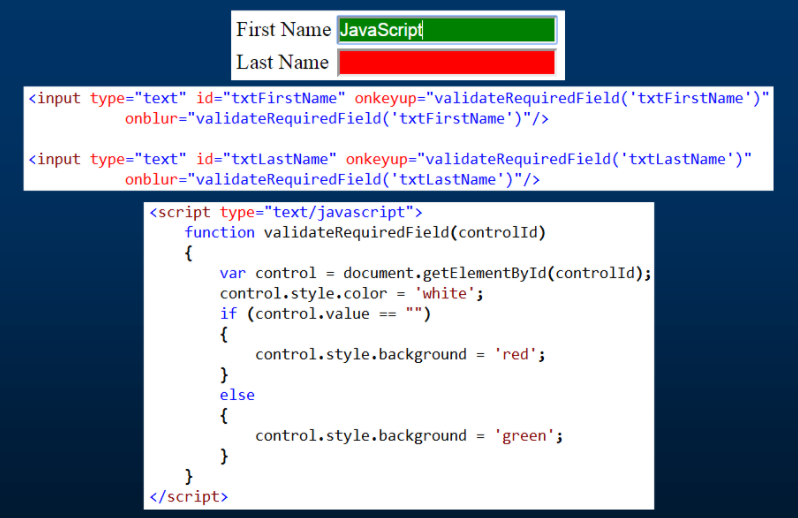 First Name JavaScript
Last Name
<input type="text" id="txtFirstName" onkeyup="validateRequiredField('txtFirstName')"
onblur="validateRequiredField('txtFirstName')"/>
<input type="text" id="txtLastName" onkeyup="validateRequiredField('txtLastName')"
onblur="validateRequiredField('txtLastName')"/>
<script type="text/javascript">
function validateRequiredField(controlId)
{
var control = document.getElementById(controlId);
control.style.color = 'white';
if (control.value == "")
{
control.style.background = 'red';
}
else
{
control.style.background = 'green';
}
}
</script>